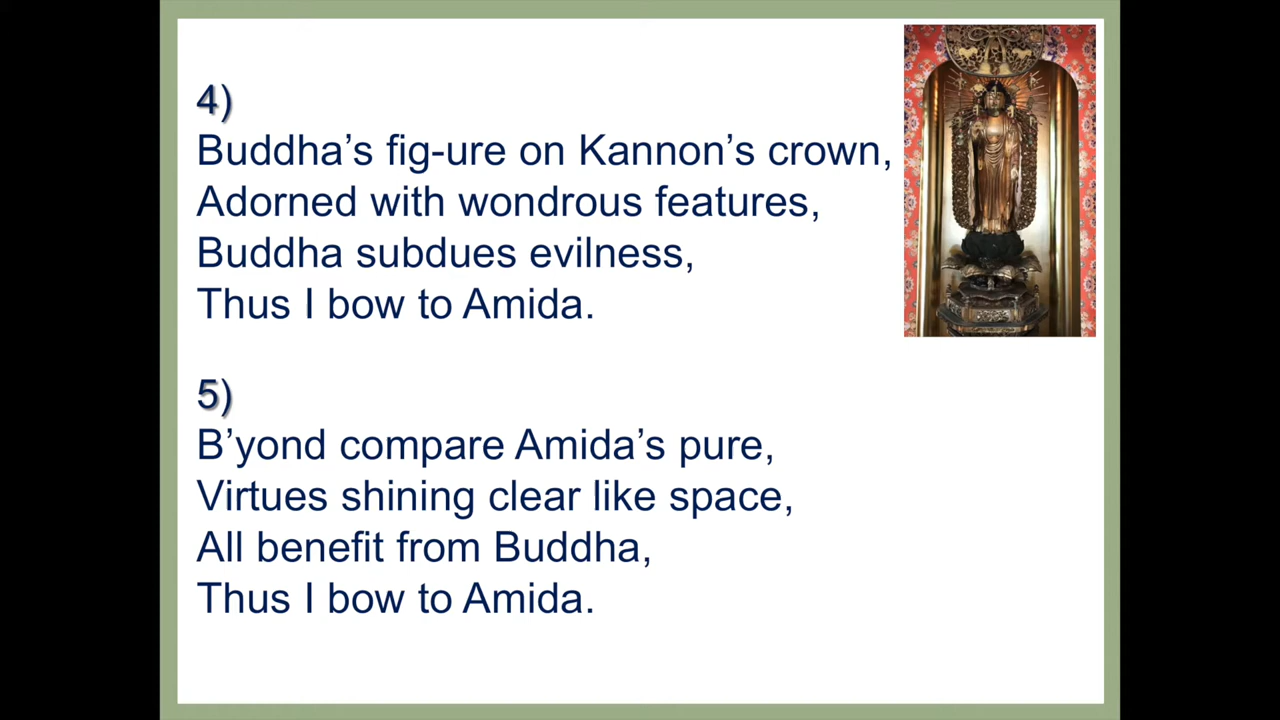 4)
Buddha’s fig-ure on Kannon’s crown,
Adorned with wondrous features,
Buddha subdues evilness,
Thus I bow to Amida.
5)
B’yond compare Amida’s pure,
Virtues shining clear like space,
All benefit from Buddha,
Thus I bow to Amida.